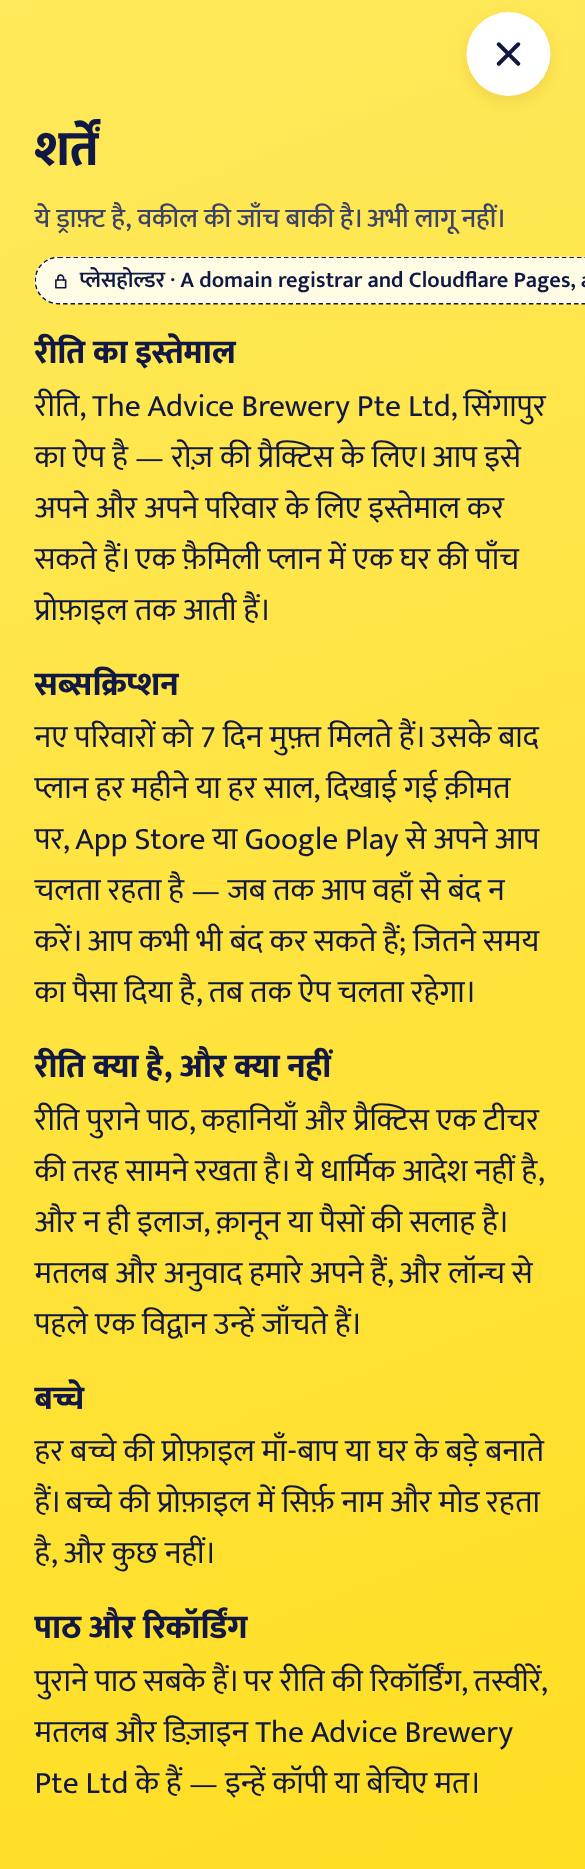 शर्तें
ये ड्राफ़्ट है, वकील की जाँच बाकी है। अभी लागू नहीं।
प्लेसहोल्डर · A domain registrar and Cloudflare Pages,
रीति का इस्तेमाल
रीति, The Advice Brewery Pte Ltd, सिंगापुर
का ऐप है — रोज़ की प्रैक्टिस के लिए। आप इसे
अपने और अपने परिवार के लिए इस्तेमाल कर
सकते हैं। एक फ़ैमिली प्लान में एक घर की पाँच
प्रोफ़ाइल तक आती हैं।
सब्सक्रिप्शन
नए परिवारों को 7 दिन मुफ़्त मिलते हैं। उसके बाद
प्लान हर महीने या हर साल, दिखाई गई क़ीमत
पर, App Store या Google Play से अपने आप
चलता रहता है — जब तक आप वहाँ से बंद न
करें। आप कभी भी बंद कर सकते हैं; जितने समय
का पैसा दिया है, तब तक ऐप चलता रहेगा।
रीति क्या है, और क्या नहीं
रीति पुराने पाठ, कहानियाँ और प्रैक्टिस एक टीचर
की तरह सामने रखता है। ये धार्मिक आदेश नहीं है,
और न ही इलाज, क़ानून या पैसों की सलाह है।
मतलब और अनुवाद हमारे अपने हैं, और लॉन्च से
पहले एक विद्वान उन्हें जाँचते हैं।
बच्चे
हर बच्चे की प्रोफ़ाइल माँ-बाप या घर के बड़े बनाते
हैं। बच्चे की प्रोफ़ाइल में सिर्फ़ नाम और मोड रहता
है, और कुछ नहीं।
पाठ और रिकॉर्डिंग
पुराने पाठ सबके हैं। पर रीति की रिकॉर्डिंग, तस्वीरें,
मतलब और डिज़ाइन The Advice Brewery
Pte Ltd के हैं — इन्हें कॉपी या बेचिए मत।